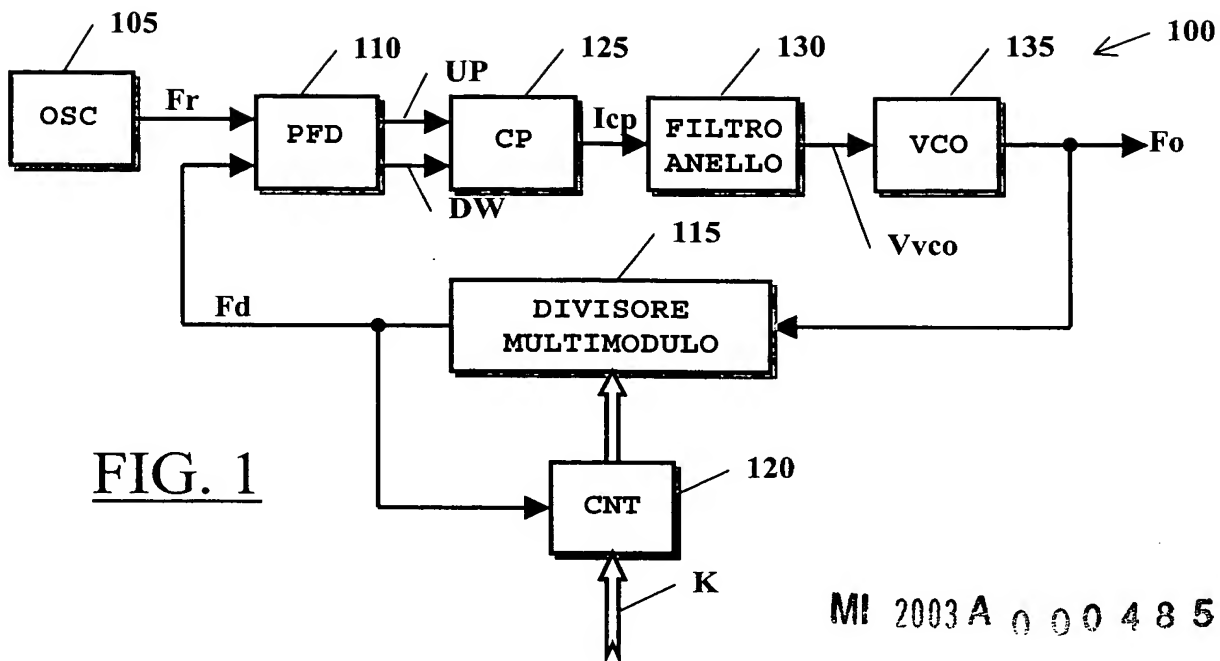 105
110
UP
125
130
135
100
OSC
Fr
PFD
CP
Icp
FILTRO
ANELLO
VCO
Fo
DW
Vvco
115
Fd
DIVISORE
MULTIMODULO
FIG. 1
120
CNT
K
MI 2003 A 000485